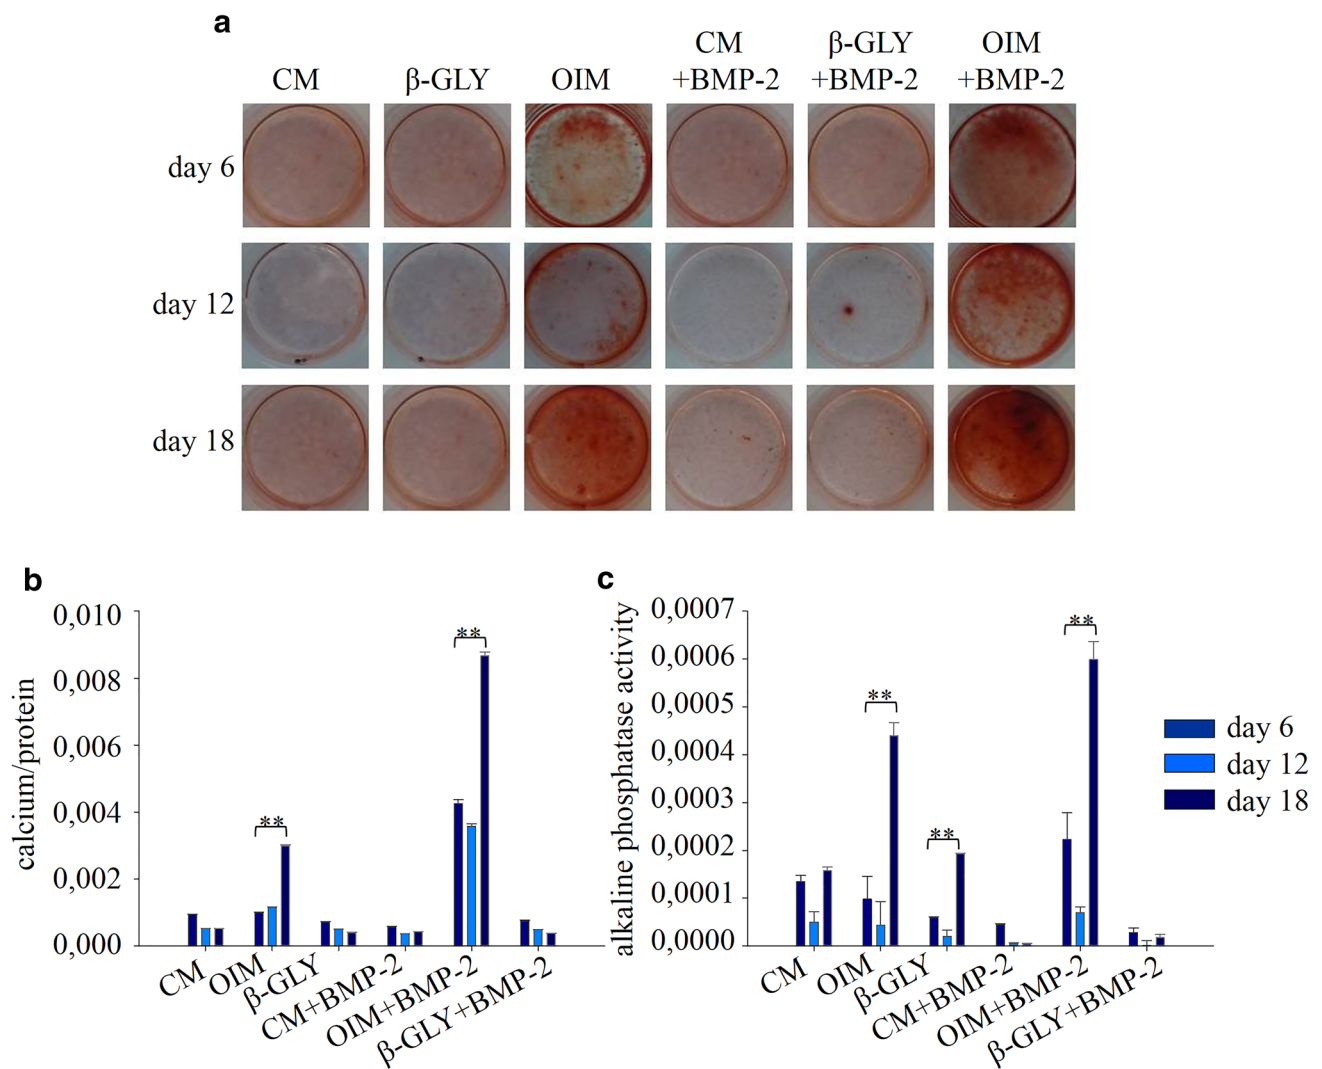 a
CM
β-GLY
OIM
CM
+BMP-2
β-GLY
+BMP-2
OIM
+BMP-2
day 6
day 12
day 18
b
calcium/protein
0,010
0,008
0,006
0,004
0,002
0,000
**
**
CM
OIM
β-GLY
CM+BMP-2
OIM+BMP-2
β-GLY+BMP-2
c
alkaline phosphatase activity
0,0007
0,0006
0,0005
0,0004
0,0003
0,0002
0,0001
0,0000
**
**
**
CM
OIM
β-GLY
CM+BMP-2
OIM+BMP-2
β-GLY+BMP-2
day 6
day 12
day 18